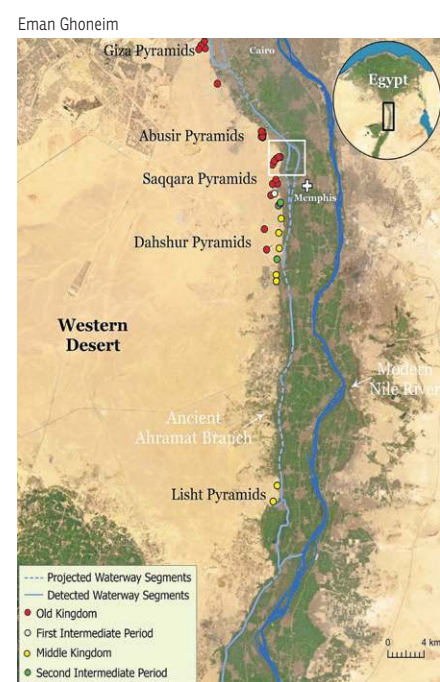 Eman Ghoneim
Giza Pyramids
Cairo
Egypt
Abusir Pyramids
Saqqara Pyramids
Memphis
Dahshur Pyramids
Western
Desert
Modern
Nile River
Ancient
Ahramat Branch
Lisht Pyramids
Projected Waterway Segments
Detected Waterway Segments
Old Kingdom
First Intermediate Period
Middle Kingdom
Second Intermediate Period
0 4 km